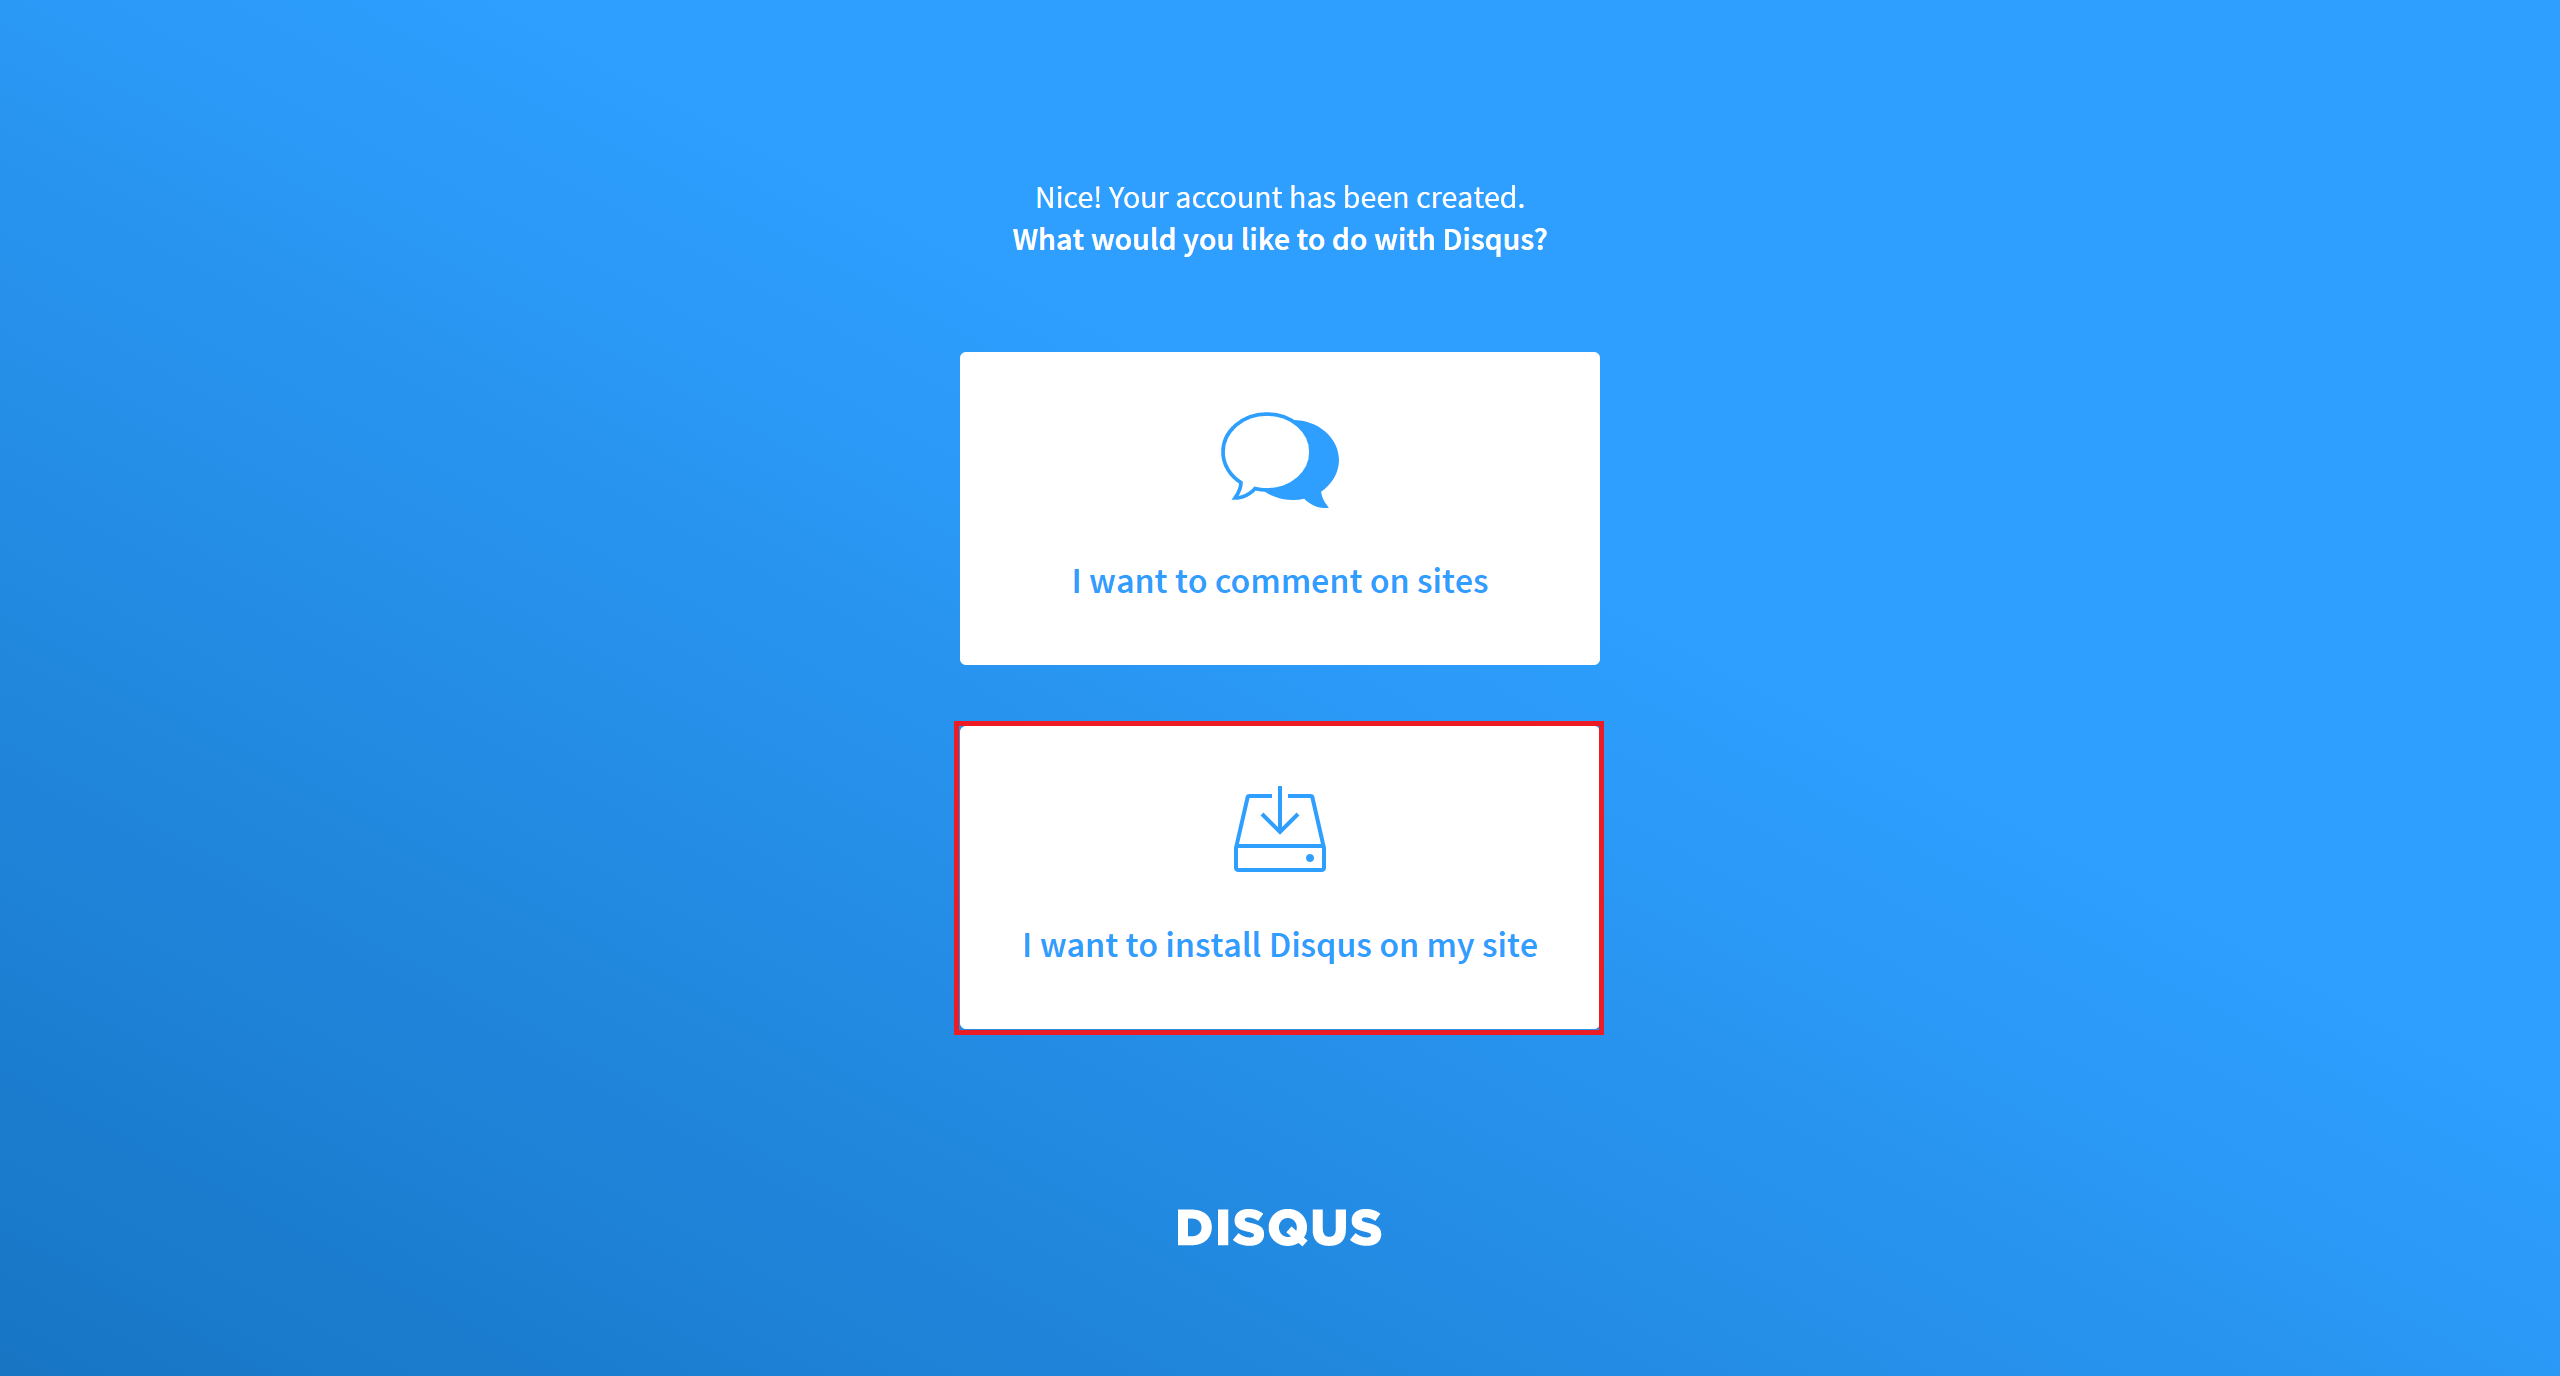 Nice! Your account has been created.
What would you like to do with Disqus?
I want to comment on sites
I want to install Disqus on my site
DISQUS